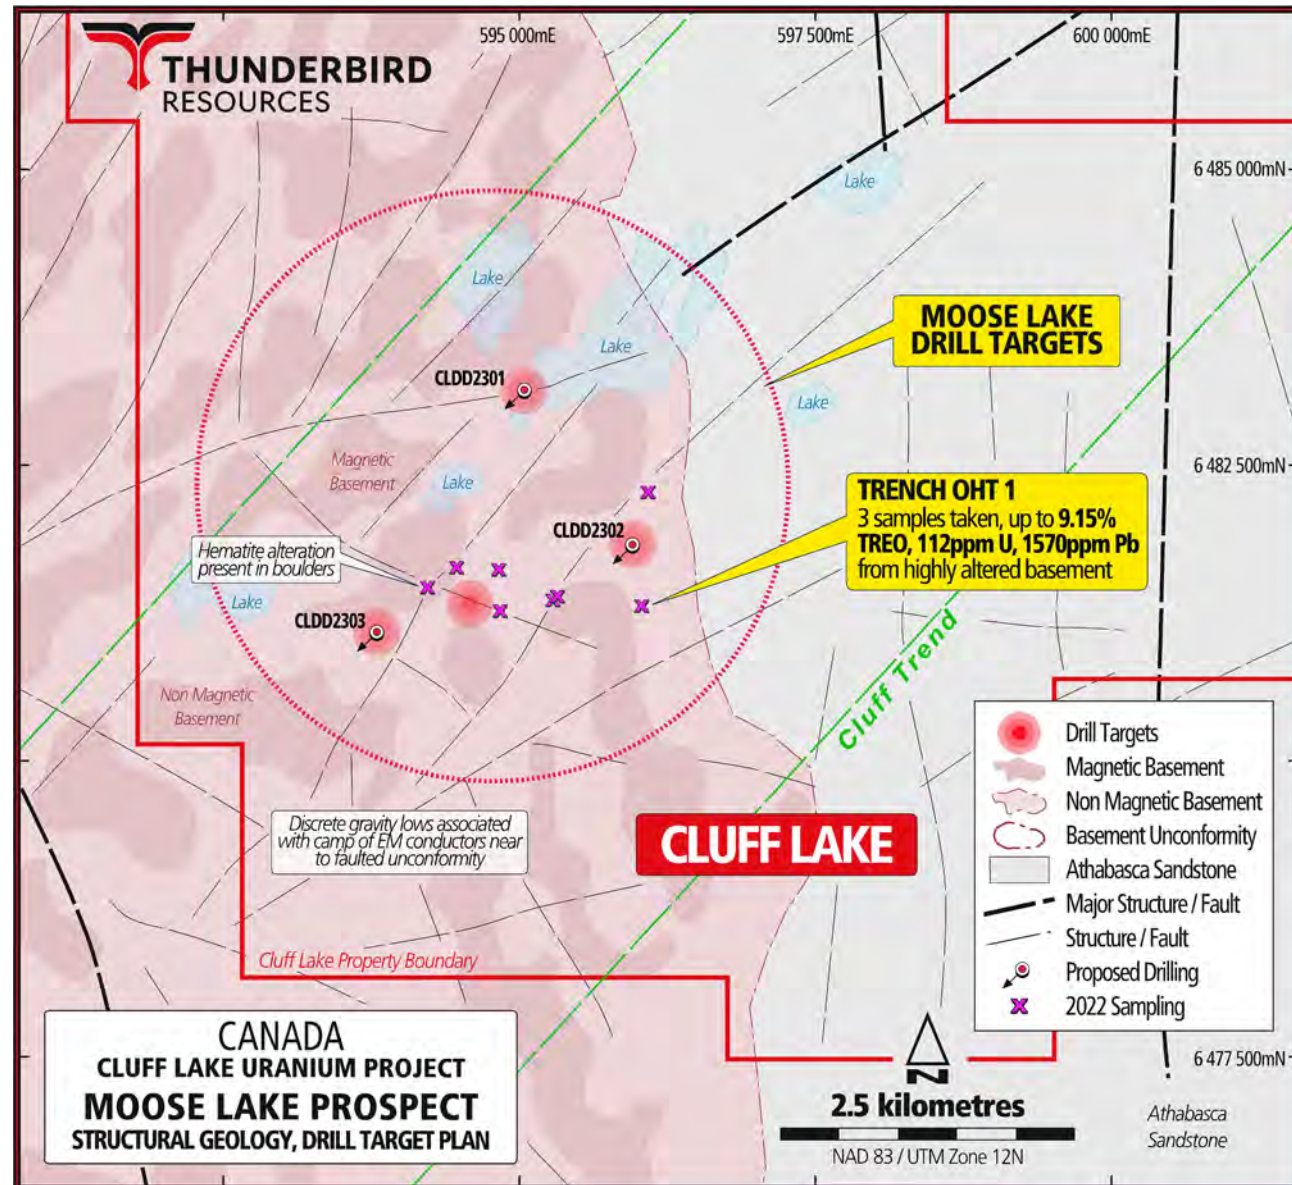 THUNDERBIRD
RESOURCES
595 000mE
597 500mE
600 000mE
6 485 000mN
Lake
Lake
Lake
MOOSE LAKE
DRILL TARGETS
CLDD2301
Lake
Magnetic
Basement
Lake
6 482 500mN
TRENCH OHT 1
3 samples taken, up to 9.15%
TREO, 112ppm U, 1570ppm Pb
from highly altered basement
CLDD2302
Hematite alteration
present in boulders
Lake
CLDD2303
Non Magnetic
Basement
Cluff Trend
Discrete gravity lows associated
with camp of EM conductors near
to faulted unconformity
CLUFF LAKE
Drill Targets
Magnetic Basement
Non Magnetic Basement
Basement Unconformity
Athabasca Sandstone
Major Structure / Fault
Structure / Fault
Proposed Drilling
2022 Sampling
Cluff Lake Property Boundary
CANADA
CLUFF LAKE URANIUM PROJECT
MOOSE LAKE PROSPECT
STRUCTURAL GEOLOGY, DRILL TARGET PLAN
N
6 477 500mN
2.5 kilometres
NAD 83 / UTM Zone 12N
Athabasca
Sandstone